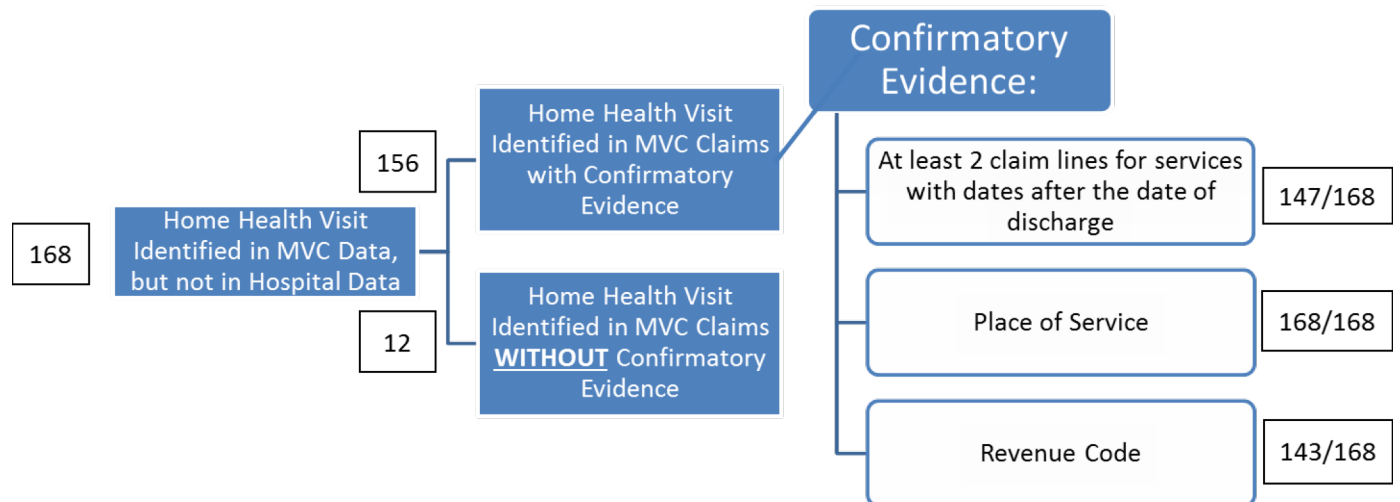 168
Home Health Visit
Identified in MVC Data,
but not in Hospital Data
156
Home Health Visit
Identified in MVC Claims
with Confirmatory
Evidence
12
Home Health Visit
Identified in MVC Claims
WITHOUT Confirmatory
Evidence
Confirmatory
Evidence:
At least 2 claim lines for services
with dates after the date of
discharge
147/168
Place of Service
168/168
Revenue Code
143/168